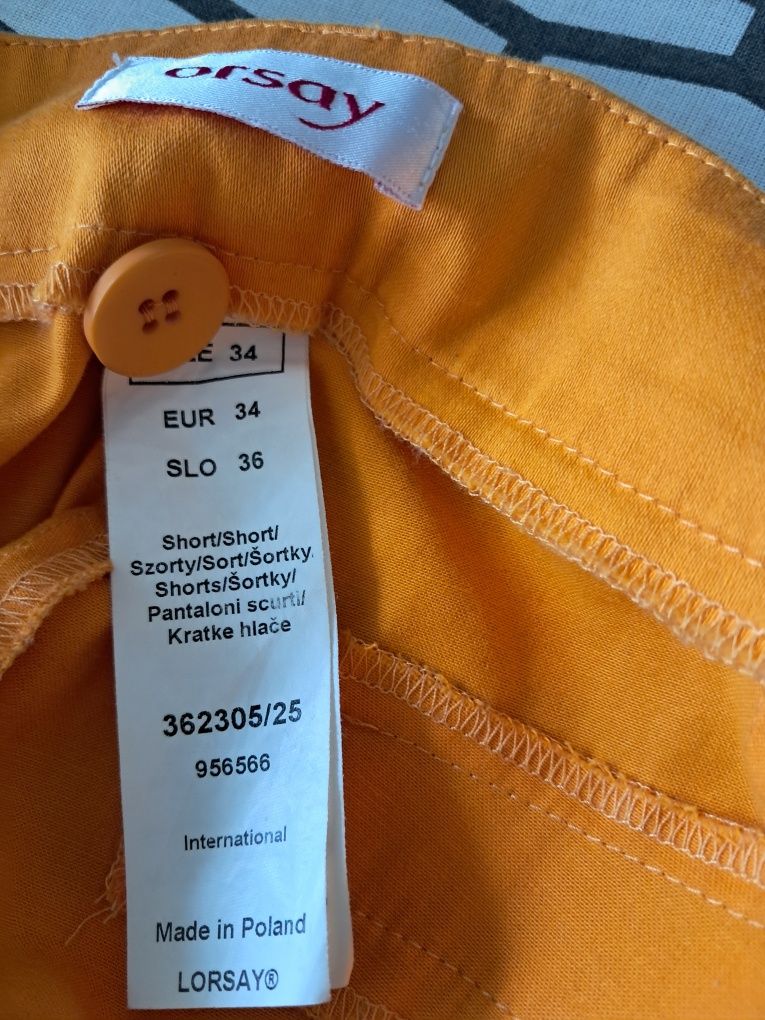 orsay
34
EUR 34
SLO 36
Short/Short/
Szorty/Sort/Šortky
Shorts/Šortky/
Pantaloni scurti/
Kratke hlače
362305/25
956566
International
Made in Poland
LORSAY®